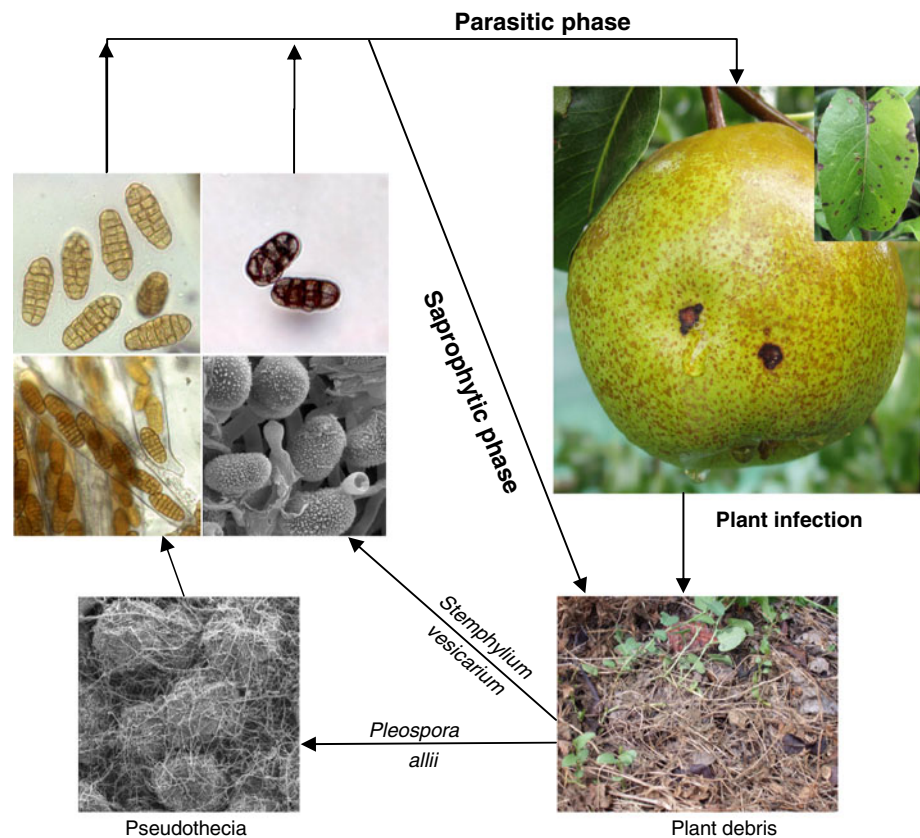 Parasitic phase
Saprophytic phase
Plant infection
Stemphylium
vesicarium
Pleospora
allii
Pseudothecia
Plant debris